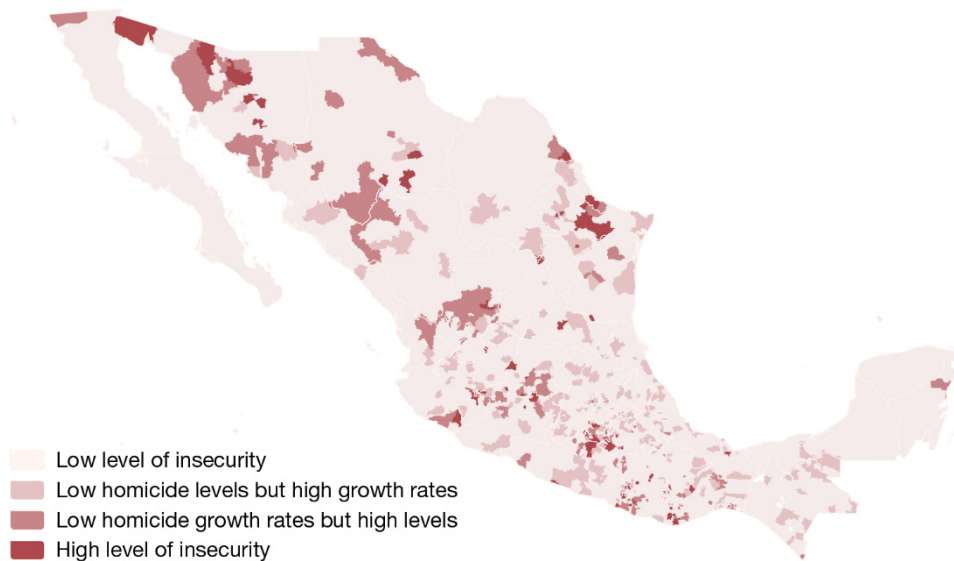 Low level of insecurity
Low homicide levels but high growth rates
Low homicide growth rates but high levels
High level of insecurity